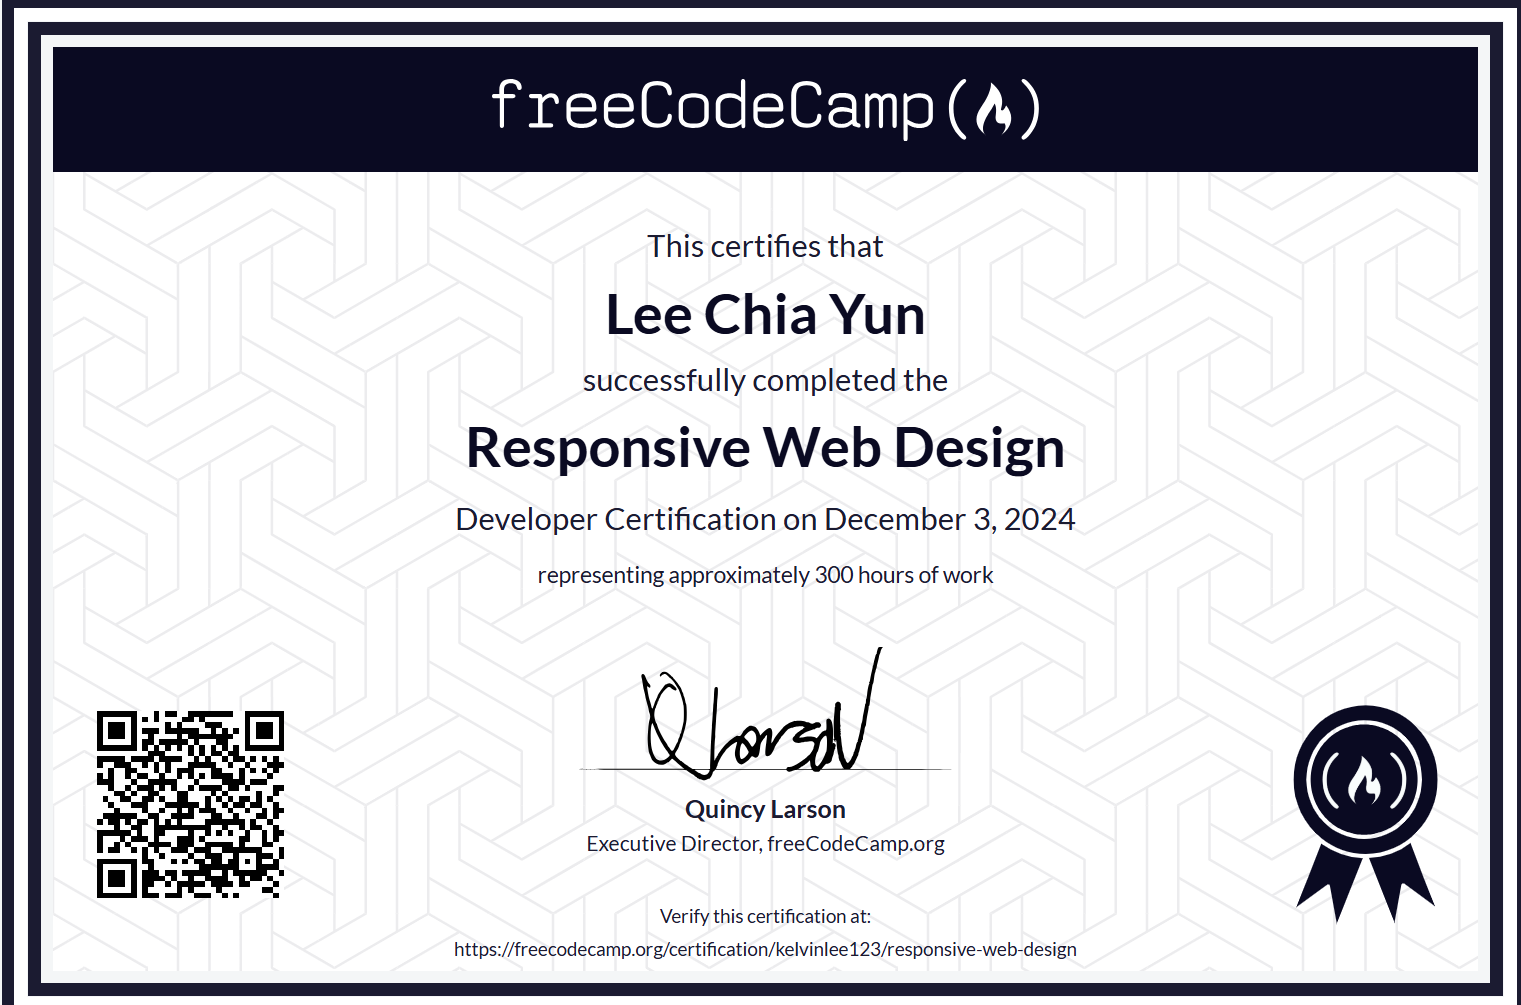 freeCodeCamp
This certifies that
Lee Chia Yun
successfully completed the
Responsive Web Design
Developer Certification on December 3, 2024
representing approximately 300 hours of work
Quincy Larson
Executive Director, freeCodeCamp.org
Verify this certification at:
https://freecodecamp.org/certification/kelvinlee123/responsive-web-design